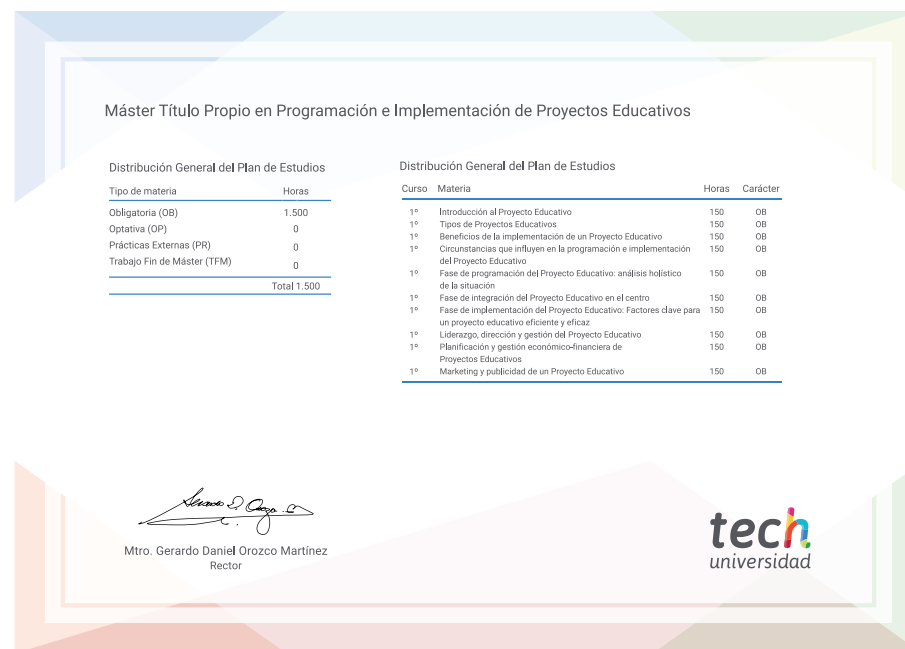 Máster Título Propio en Programación e Implementación de Proyectos Educativos
Distribución General del Plan de Estudios
Tipo de materia Horas
Obligatoria (OB) 1.500
Optativa (OP) 0
Prácticas Externas (PR) 0
Trabajo Fin de Máster (TFM) 0
Total 1.500
Distribución General del Plan de Estudios
Curso Materia Horas Carácter
1º Introducción al Proyecto Educativo 150 OB
1º Tipos de Proyectos Educativos 150 OB
1º Beneficios de la implementación de un Proyecto Educativo 150 OB
1º Circunstancias que influyen en la programación e implementación 150 OB
del Proyecto Educativo
1º Fase de programación del Proyecto Educativo: análisis holístico 150 OB
de la situación
1º Fase de integración del Proyecto Educativo en el centro 150 OB
1º Fase de implementación del Proyecto Educativo: Factores clave para 150 OB
un proyecto educativo eficiente y eficaz
1º Liderazgo, dirección y gestión del Proyecto Educativo 150 OB
1º Planificación y gestión económico-financiera de 150 OB
Proyectos Educativos
1º Marketing y publicidad de un Proyecto Educativo 150 OB
Mtro. Gerardo Daniel Orozco Martínez
Rector
tech
universidad